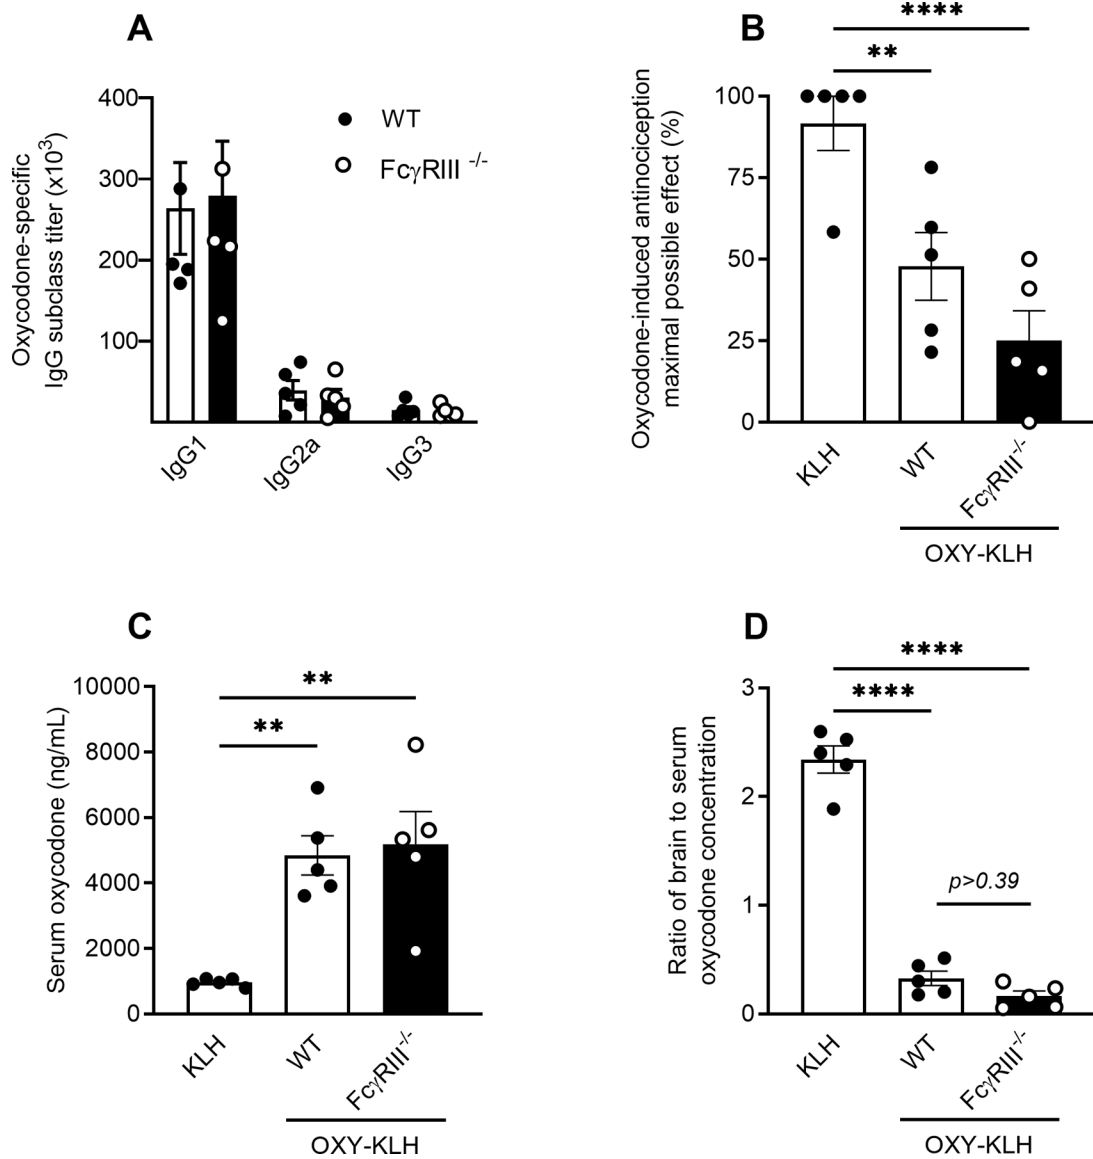 A
Oxycodone-specific
IgG subclass titer (x10³)
400
300
200
100
WT
FcγRIII -/-
IgG1
IgG2a
IgG3
B
Oxycodone-induced antinociception
maximal possible effect (%)
100
75
50
25
0
****
**
KLH
WT
FcγRIII-/-
OXY-KLH
C
Serum oxycodone (ng/mL)
10000
8000
6000
4000
2000
0
**
**
KLH
WT
FcγRIII-/-
OXY-KLH
D
Ratio of brain to serum
oxycodone concentration
3
2
1
0
****
****
p>0.39
KLH
WT
FcγRIII-/-
OXY-KLH